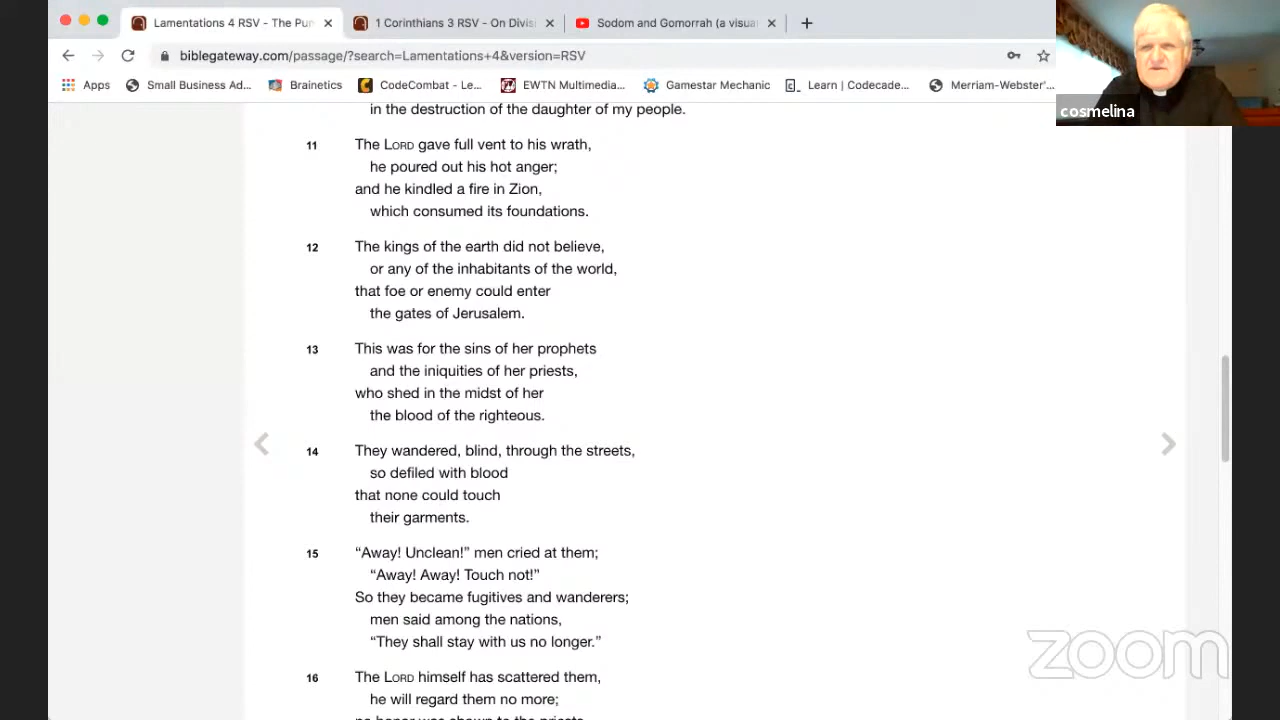 Lamentations 4 RSV - The Pun
1 Corinthians 3 RSV - On Divisi
Sodom and Gomorrah (a visua
biblegateway.com/passage/?search=Lamentations+4&version=RSV
Apps
Small Business Ad...
Brainetics
CodeCombat - Le...
EWTN Multimedia...
Gamestar Mechanic
Learn | Codecade...
Merriam-Webster'...
cosmelina
in the destruction of the daughter of my people.
11 The LORD gave full vent to his wrath,
he poured out his hot anger;
and he kindled a fire in Zion,
which consumed its foundations.
12 The kings of the earth did not believe,
or any of the inhabitants of the world,
that foe or enemy could enter
the gates of Jerusalem.
13 This was for the sins of her prophets
and the iniquities of her priests,
who shed in the midst of her
the blood of the righteous.
14 They wandered, blind, through the streets,
so defiled with blood
that none could touch
their garments.
15 “Away! Unclean!” men cried at them;
“Away! Away! Touch not!”
So they became fugitives and wanderers;
men said among the nations,
“They shall stay with us no longer.”
16 The LORD himself has scattered them,
he will regard them no more;
no honor was shown to the priests
zoom